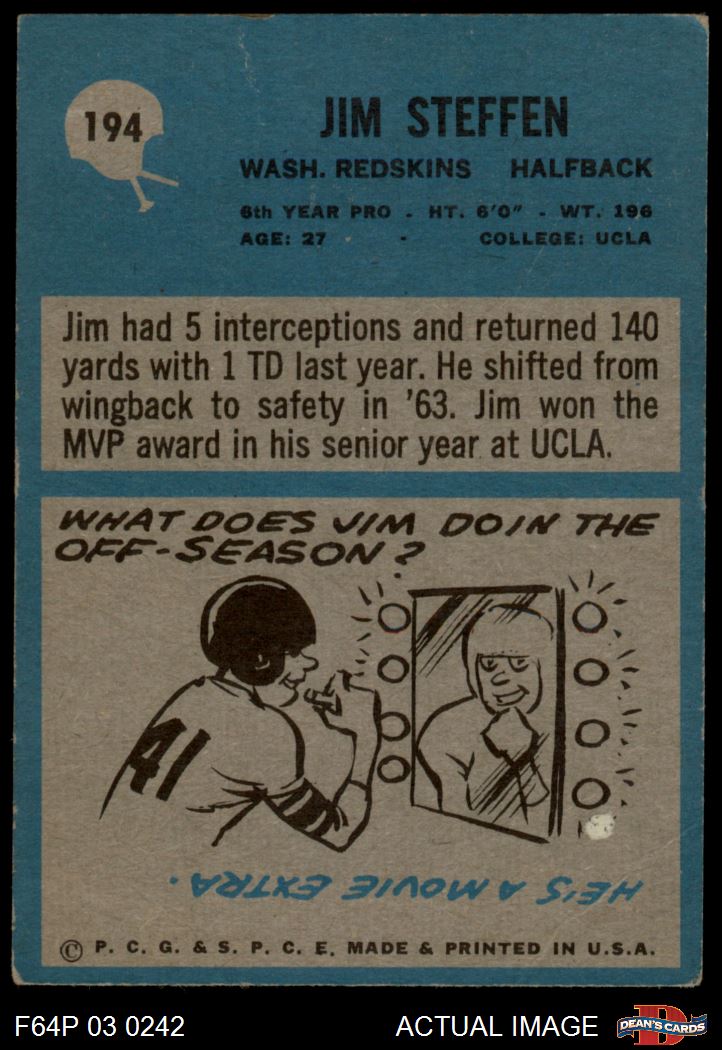 194
JIM STEFFEN
WASH. REDSKINS HALFBACK
6th YEAR PRO - HT. 6'0" - WT. 196
AGE: 27 - COLLEGE: UCLA
Jim had 5 interceptions and returned 140
yards with 1 TD last year. He shifted from
wingback to safety in '63. Jim won the
MVP award in his senior year at UCLA.
WHAT DOES JIM DO IN THE
OFF-SEASON?
41
HE'S A MOVIE EXTRA.
© P. C. G. & S. P. C. E. MADE & PRINTED IN U.S.A.
F64P 03 0242 ACTUAL IMAGE D DEAN'S CARDS